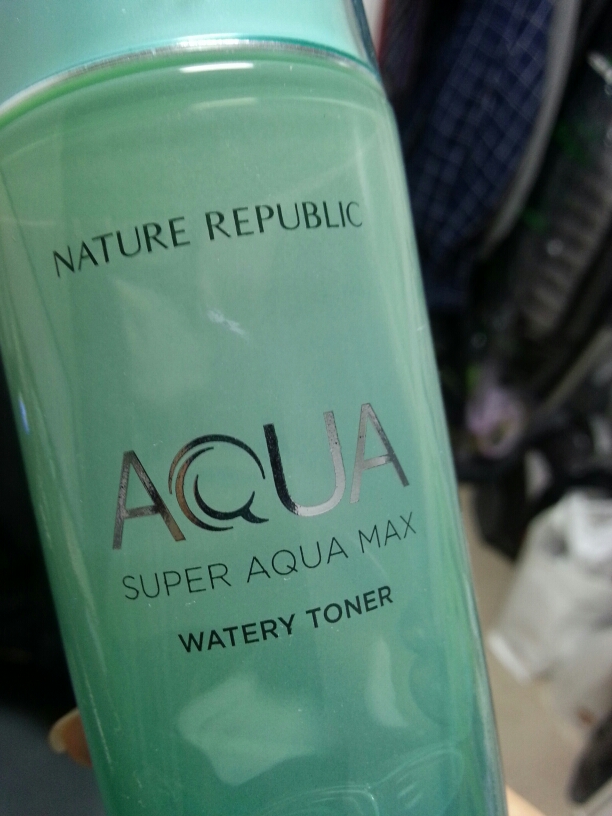 NATURE REPUBLIC
AQUA
SUPER AQUA MAX
WATERY TONER